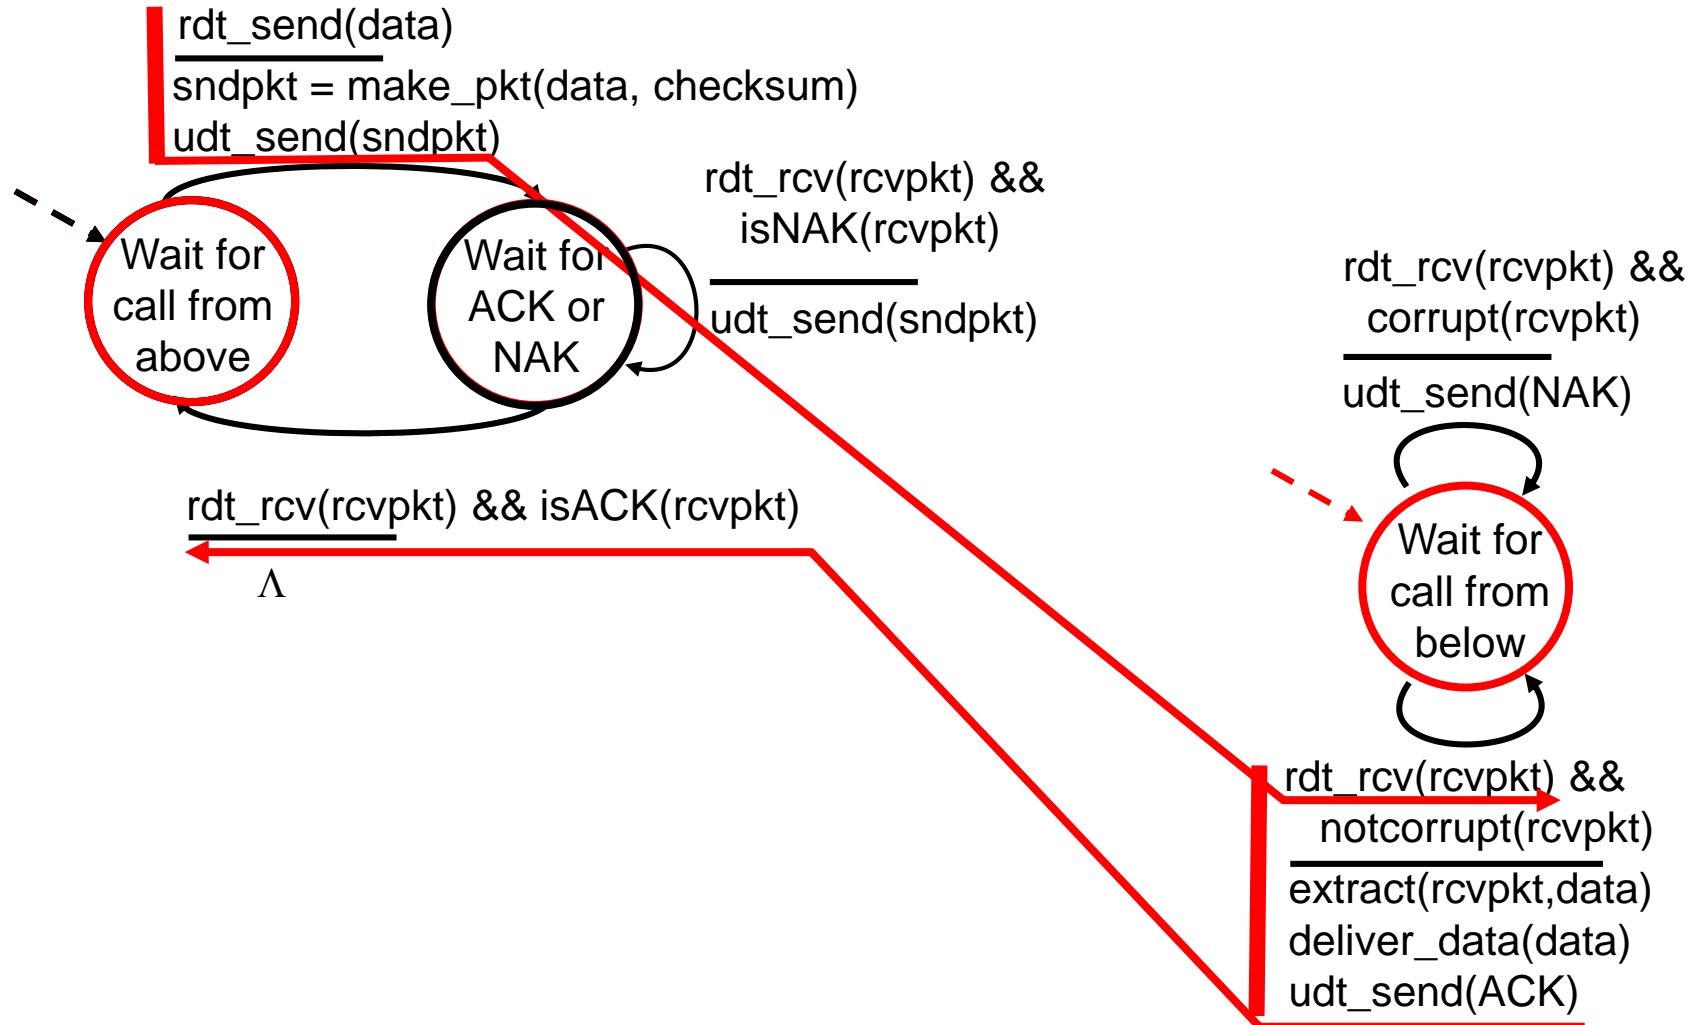 rdt_send(data)
sndpkt = make_pkt(data, checksum)
udt_send(sndpkt)
Wait for
call from
above
Wait for
ACK or
NAK
rdt_rcv(rcvpkt) &&
isNAK(rcvpkt)
udt_send(sndpkt)
rdt_rcv(rcvpkt) && isACK(rcvpkt)
Λ
rdt_rcv(rcvpkt) &&
corrupt(rcvpkt)
udt_send(NAK)
Wait for
call from
below
rdt_rcv(rcvpkt) &&
notcorrupt(rcvpkt)
extract(rcvpkt,data)
deliver_data(data)
udt_send(ACK)